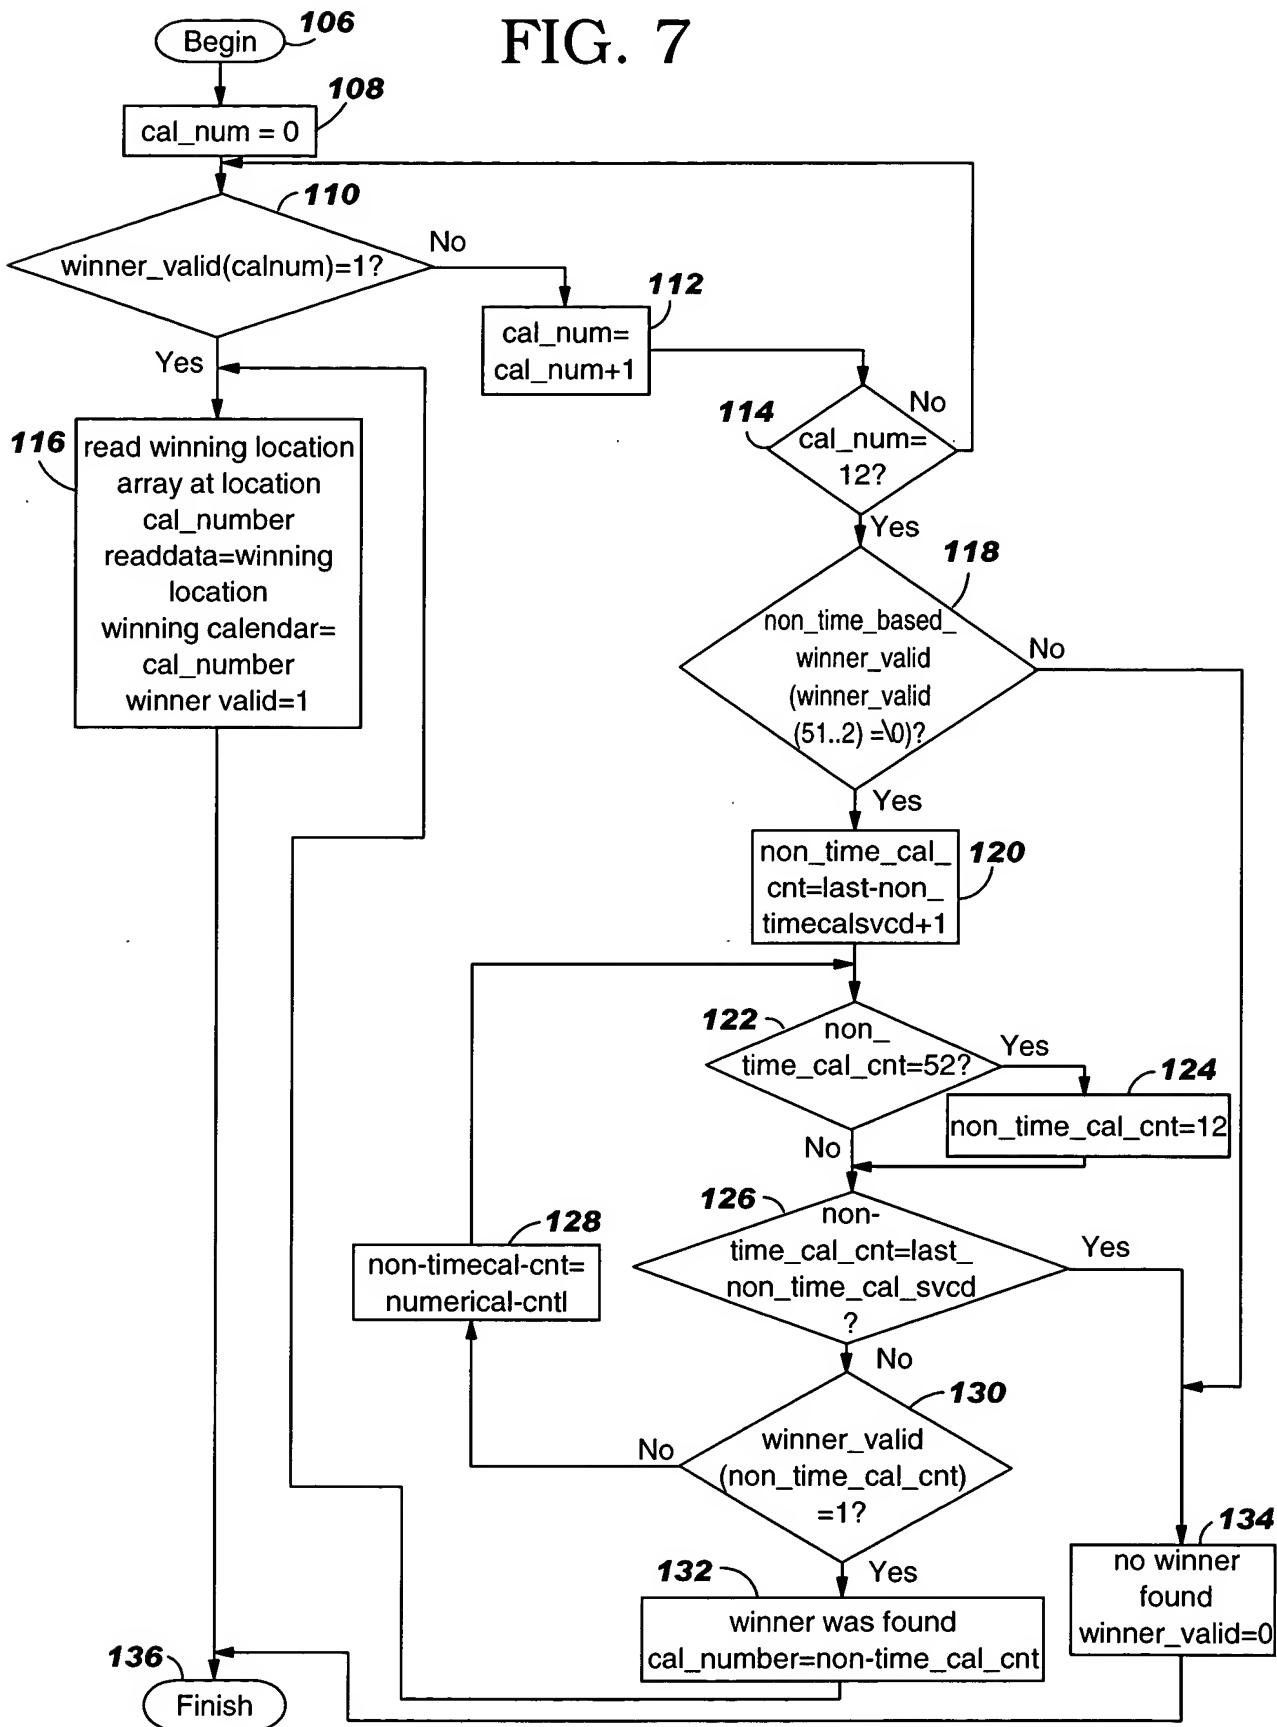 FIG. 7
Begin
106
108
cal_num = 0
110
winner_valid(calnum)=1?
No
112
cal_num=
cal_num+1
Yes
114
No
cal_num=
12?
116
read winning location
array at location
cal_number
readdata=winning
location
winning calendar=
cal_number
winner valid=1
Yes
118
non_time_based_
winner_valid
(winner_valid
(51..2) =\0)?
No
Yes
non_time_cal_
cnt=last-non_
timecalsvcd+1
120
122
non_
time_cal_cnt=52?
Yes
124
non_time_cal_cnt=12
No
126
non-
time_cal_cnt=last_
non_time_cal_svcd
?
Yes
128
non-timecal-cnt=
numerical-cntl
No
130
winner_valid
(non_time_cal_cnt)
=1?
No
Yes
132
winner was found
cal_number=non-time_cal_cnt
134
no winner
found
winner_valid=0
136
Finish